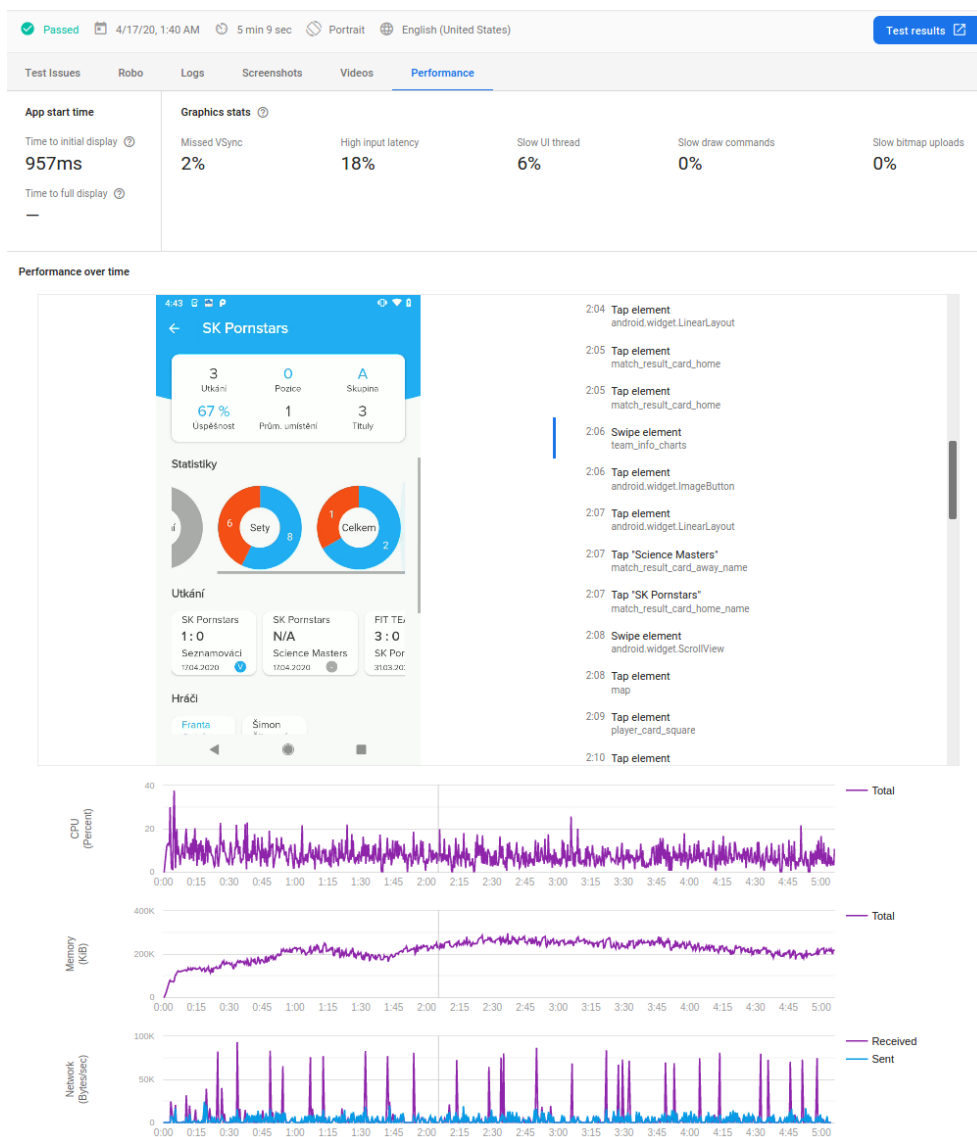 Passed 4/17/20, 1:40 AM 5 min 9 sec Portrait English (United States) Test results
Test Issues Robo Logs Screenshots Videos Performance
App start time Graphics stats
Time to initial display Missed VSync High input latency Slow UI thread Slow draw commands Slow bitmap uploads
957ms 2% 18% 6% 0% 0%
Time to full display
—
Performance over time
4:43
SK Pornstars
3 0 A
Utkání Pozice Skupina
67 % 1 3
Úspěšnost Prům. umístění Tituly
Statistiky
6 Sety 8 1 Celkem 2
Utkání
SK Pornstars SK Pornstars FIT TEA
1 : 0 N/A 3 : 0
Seznamováci Science Masters SK Por
17.04.2020 V 17.04.2020 - 31.03.20
Hráči
Franta Šimon
2:04 Tap element
android.widget.LinearLayout
2:05 Tap element
match_result_card_home
2:05 Tap element
match_result_card_home
2:06 Swipe element
team_info_charts
2:06 Tap element
android.widget.ImageButton
2:07 Tap element
android.widget.LinearLayout
2:07 Tap "Science Masters"
match_result_card_away_name
2:07 Tap "SK Pornstars"
match_result_card_home_name
2:08 Swipe element
android.widget.ScrollView
2:08 Tap element
map
2:09 Tap element
player_card_square
2:10 Tap element
CPU
(Percent)
40
20
0
0:00 0:15 0:30 0:45 1:00 1:15 1:30 1:45 2:00 2:15 2:30 2:45 3:00 3:15 3:30 3:45 4:00 4:15 4:30 4:45 5:00
Total
Memory
(KiB)
400K
200K
0
0:00 0:15 0:30 0:45 1:00 1:15 1:30 1:45 2:00 2:15 2:30 2:45 3:00 3:15 3:30 3:45 4:00 4:15 4:30 4:45 5:00
Total
Network
(Bytes/sec)
100K
50K
0
0:00 0:15 0:30 0:45 1:00 1:15 1:30 1:45 2:00 2:15 2:30 2:45 3:00 3:15 3:30 3:45 4:00 4:15 4:30 4:45 5:00
Received
Sent